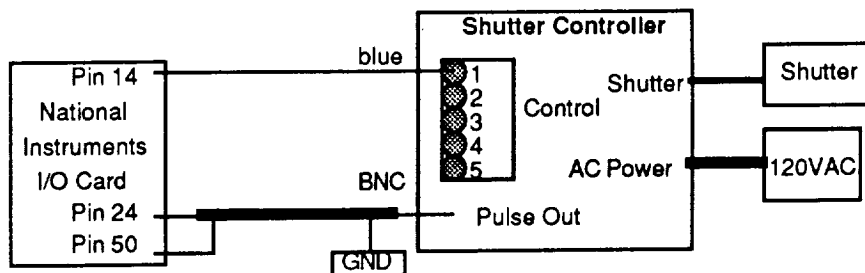 Shutter Controller
blue
Pin 14
National
Instruments
I/O Card
Pin 24
Pin 50
1
2
3
4
5
Control
Shutter
Shutter
AC Power
120VAC
BNC
Pulse Out
GND